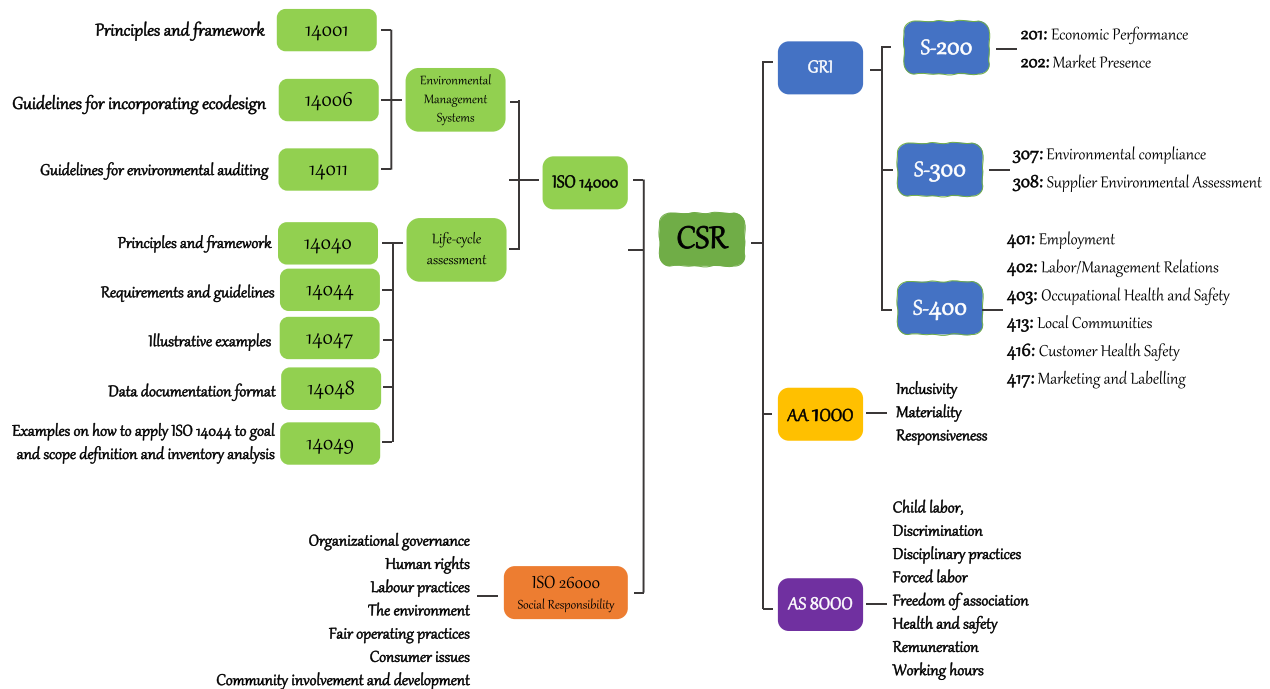 Principles and framework
14001
Guidelines for incorporating ecodesign
14006
Guidelines for environmental auditing
14011
Environmental
Management
Systems
Principles and framework
14040
Requirements and guidelines
14044
Illustrative examples
14047
Data documentation format
14048
Examples on how to apply ISO 14044 to goal
and scope definition and inventory analysis
14049
Life-cycle
assessment
ISO 14000
Organizational governance
Human rights
Labour practices
The environment
Fair operating practices
Consumer issues
Community involvement and development
ISO 26000
Social Responsibility
CSR
GRI
S-200
201: Economic Performance
202: Market Presence
S-300
307: Environmental compliance
308: Supplier Environmental Assessment
S-400
401: Employment
402: Labor/Management Relations
403: Occupational Health and Safety
413: Local Communities
416: Customer Health Safety
417: Marketing and Labelling
AA 1000
Inclusivity
Materiality
Responsiveness
AS 8000
Child labor,
Discrimination
Disciplinary practices
Forced labor
Freedom of association
Health and safety
Remuneration
Working hours